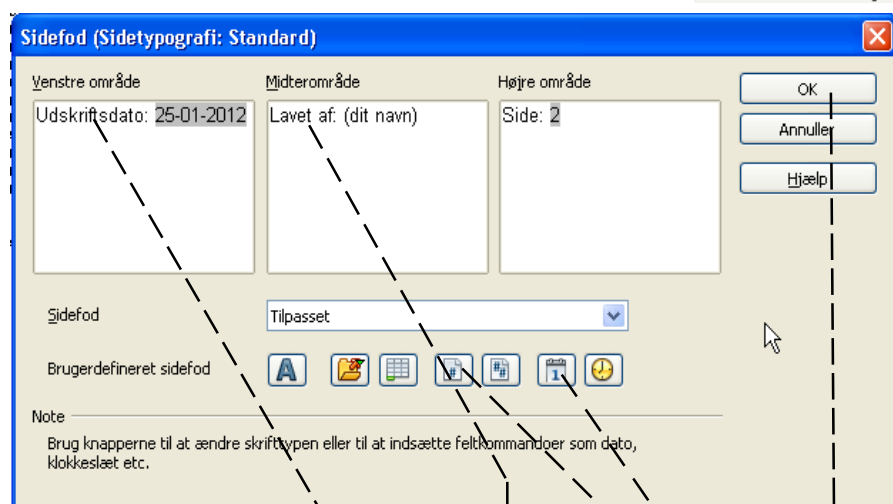 Sidefod (Sidetypografi: Standard)
Venstre område
Midterområde
Højre område
Udskriftsdato: 25-01-2012
Lavet af: (dit navn)
Side: 2
OK
Annuller
Hjælp
Sidefod
Tilpasset
Brugerdefineret sidefod
Note
Brug knapperne til at ændre skrifttypen eller til at indsætte feltkommandoer som dato,
klokkeslæt etc.